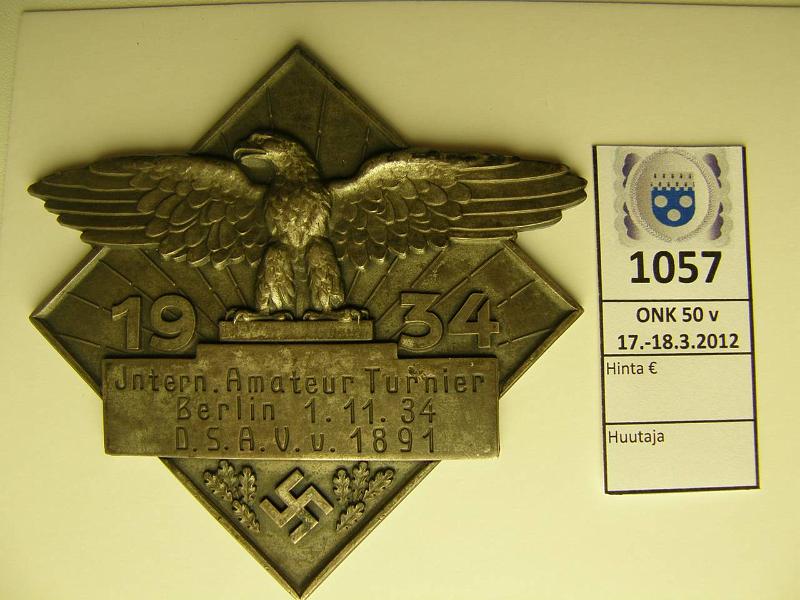 19 34
Jntern. Amateur Turnier
Berlin 1. 11. 34
D. S. A. V. v. 1891
1057
ONK 50 v
17.-18.3.2012
Hinta €
Huutaja